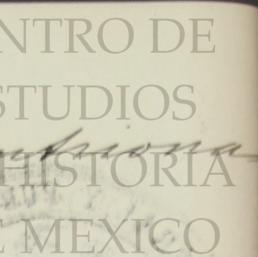 NTRO DE
STUDIOS
HISTORIA
E MEXICO